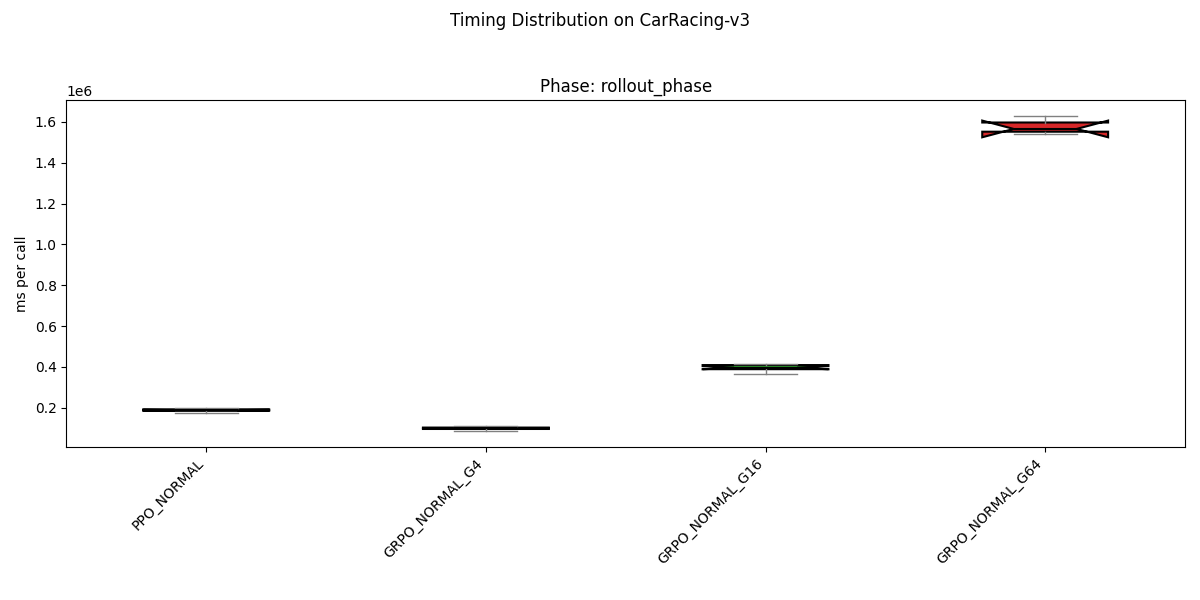 Timing Distribution on CarRacing-v3
Phase: rollout_phase
1e6
1.6
1.4
1.2
1.0
0.8
0.6
0.4
0.2
ms per call
PPO_NORMAL
GRPO_NORMAL_G4
GRPO_NORMAL_G16
GRPO_NORMAL_G64